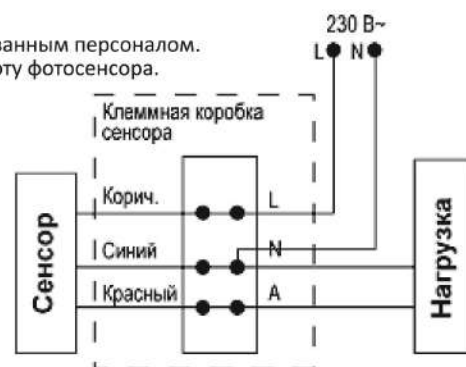 230 В~
ванным персоналом.
L N
оту фотосенсора.
Клеммная коробка
сенсора
Корич.
L
Синий
N
Красный
A
Сенсор
Нагрузка